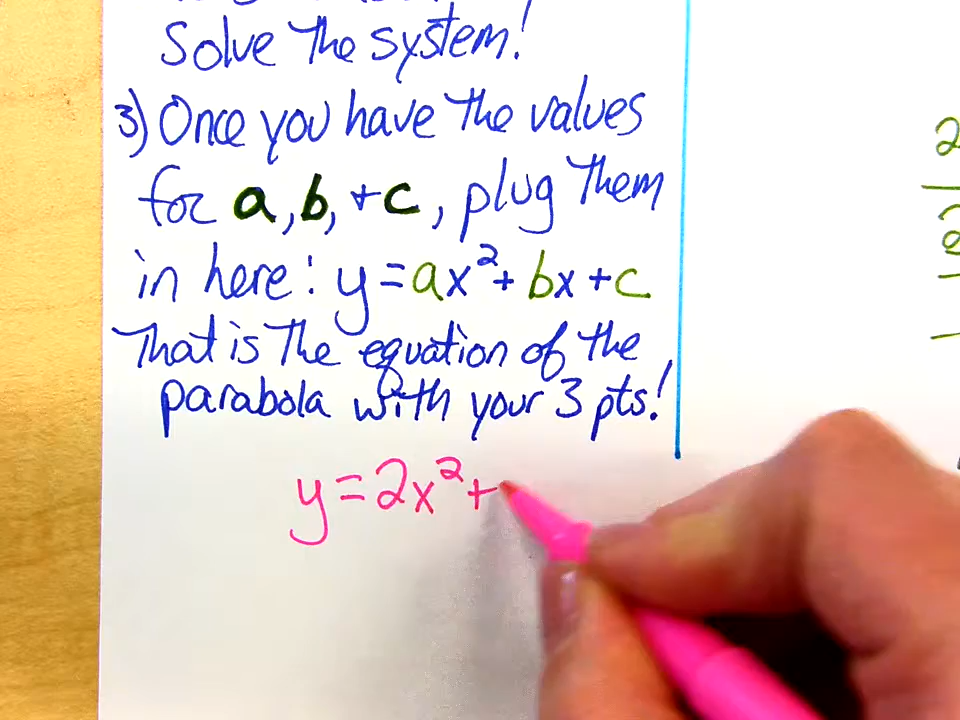 Solve the system!
3) Once you have the values
for a, b, + c, plug them
in here: y = ax² + bx + c
That is the equation of the
parabola with your 3 pts!
y = 2x² +
2